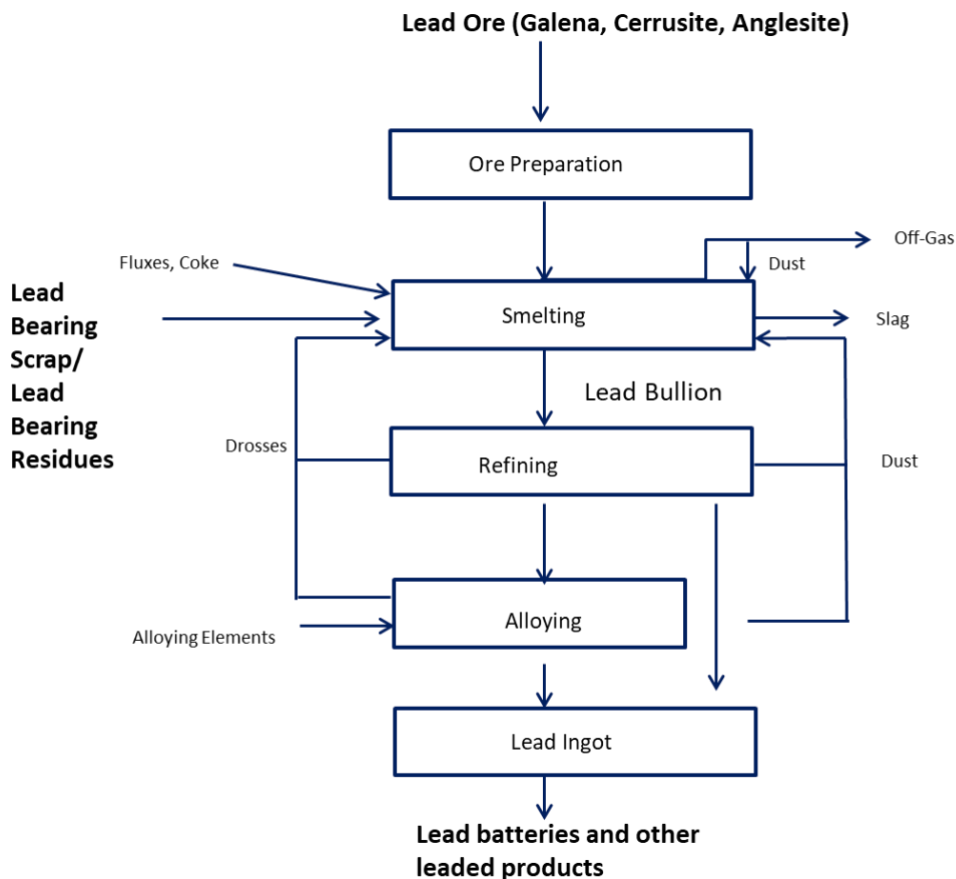 Lead Ore (Galena, Cerrusite, Anglesite)
Ore Preparation
Off-Gas
Fluxes, Coke
Dust
Lead
Bearing
Scrap/
Lead
Bearing
Residues
Smelting
Slag
Lead Bullion
Drosses
Refining
Dust
Alloying
Alloying Elements
Lead Ingot
Lead batteries and other
leaded products